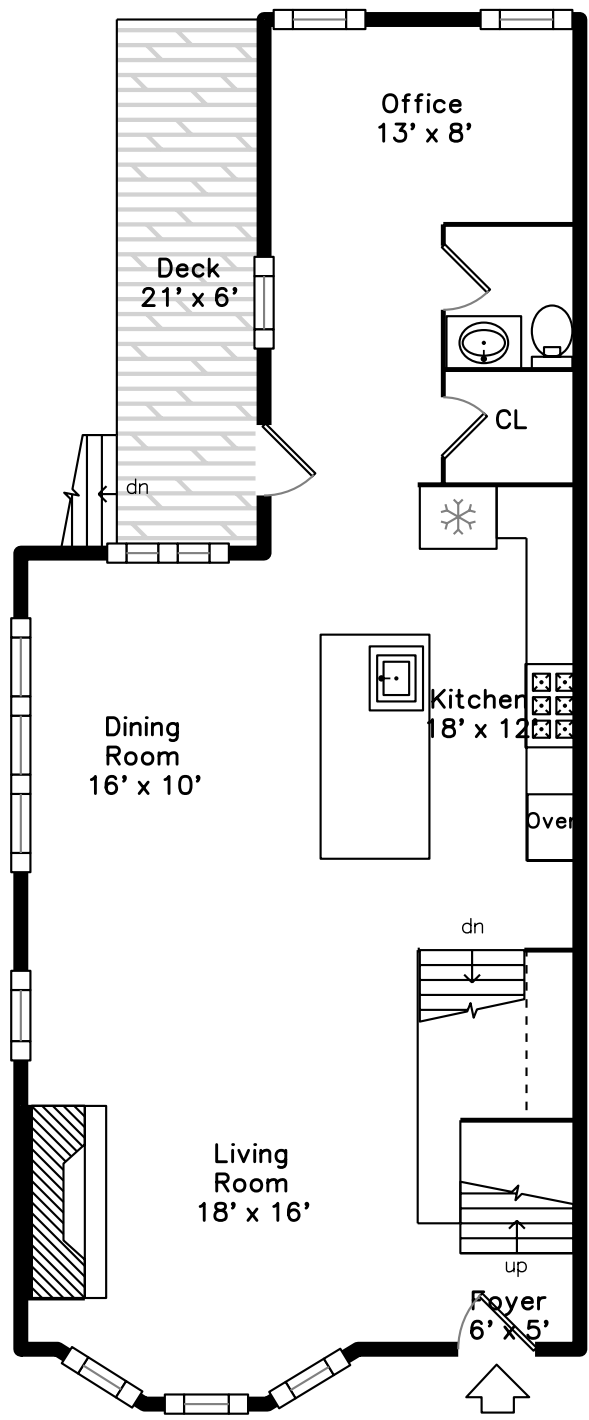 Office
13' x 8'
Deck
21' x 6'
CL
dn
Kitchen
18' x 12'
Dining
Room
16' x 10'
Oven
dn
Living
Room
18' x 16'
up
Foyer
6' x 5'